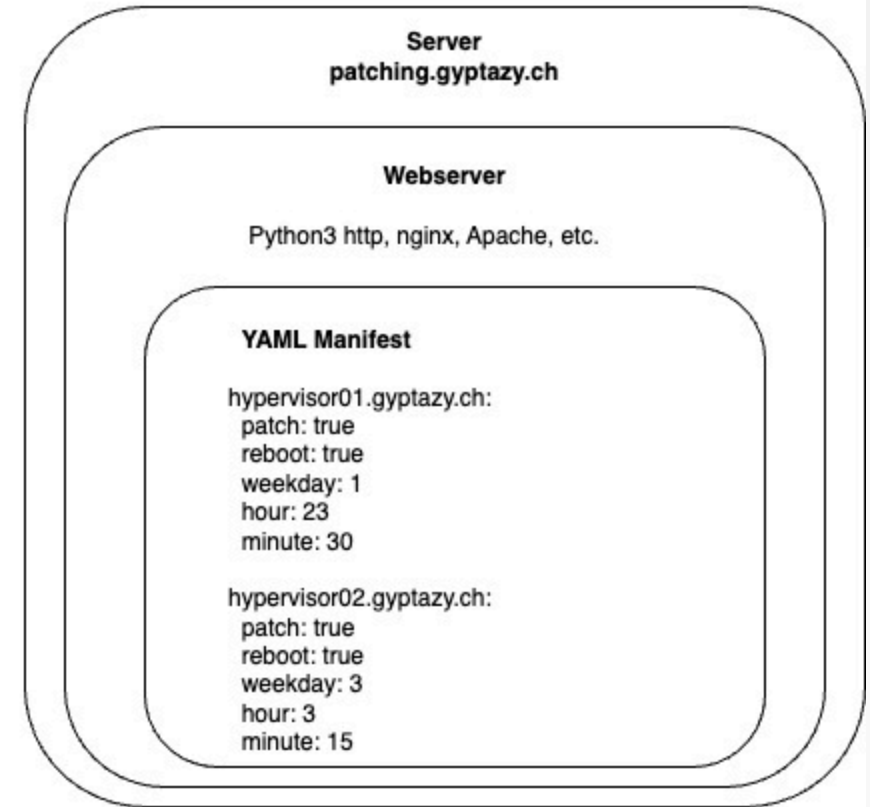 Server
patching.gyptazy.ch
Webserver
Python3 http, nginx, Apache, etc.
YAML Manifest
hypervisor01.gyptazy.ch:
patch: true
reboot: true
weekday: 1
hour: 23
minute: 30
hypervisor02.gyptazy.ch:
patch: true
reboot: true
weekday: 3
hour: 3
minute: 15